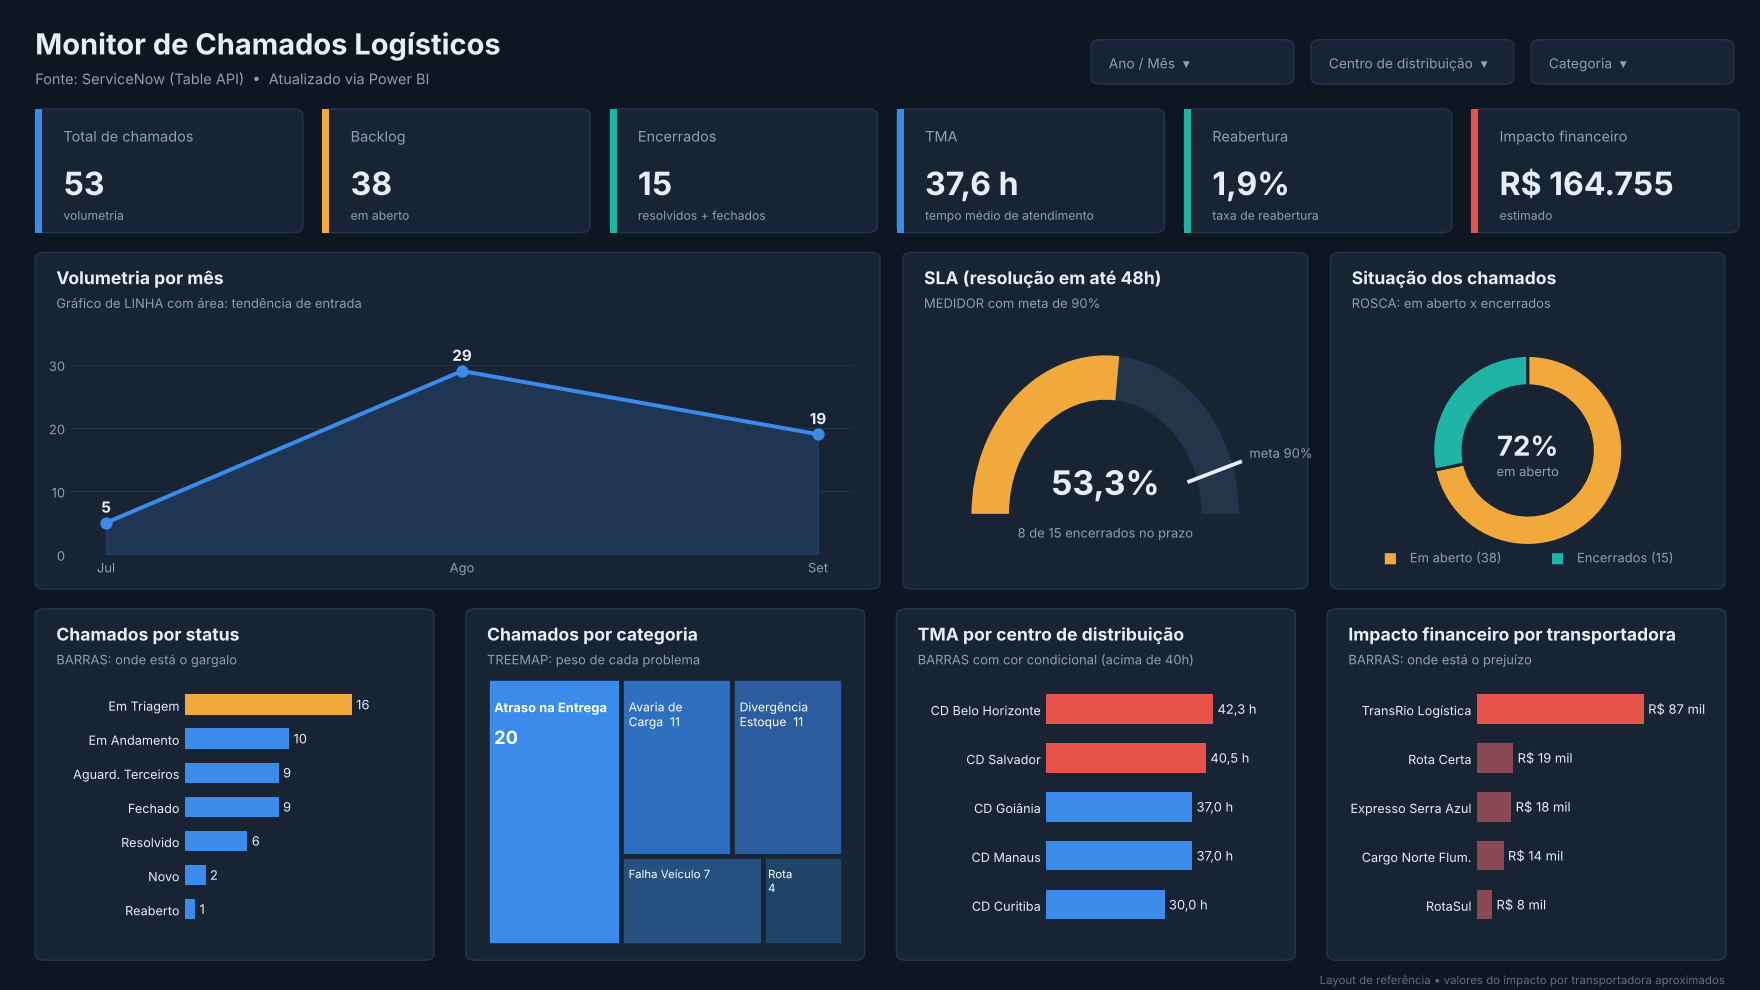 Monitor de Chamados Logísticos
Fonte: ServiceNow (Table API) • Atualizado via Power BI
Ano / Mês ▾
Centro de distribuição ▾
Categoria ▾
Total de chamados
53
volumetria
Backlog
38
em aberto
Encerrados
15
resolvidos + fechados
TMA
37,6 h
tempo médio de atendimento
Reabertura
1,9%
taxa de reabertura
Impacto financeiro
R$ 164.755
estimado
Volumetria por mês
Gráfico de LINHA com área: tendência de entrada
30
20
10
0
5
29
19
Jul
Ago
Set
SLA (resolução em até 48h)
MEDIDOR com meta de 90%
meta 90%
53,3%
8 de 15 encerrados no prazo
Situação dos chamados
ROSCA: em aberto x encerrados
72%
em aberto
Em aberto (38)
Encerrados (15)
Chamados por status
BARRAS: onde está o gargalo
Em Triagem 16
Em Andamento 10
Aguard. Terceiros 9
Fechado 9
Resolvido 6
Novo 2
Reaberto 1
Chamados por categoria
TREEMAP: peso de cada problema
Atraso na Entrega
20
Avaria de
Carga 11
Divergência
Estoque 11
Falha Veículo 7
Rota
4
TMA por centro de distribuição
BARRAS com cor condicional (acima de 40h)
CD Belo Horizonte 42,3 h
CD Salvador 40,5 h
CD Goiânia 37,0 h
CD Manaus 37,0 h
CD Curitiba 30,0 h
Impacto financeiro por transportadora
BARRAS: onde está o prejuízo
TransRio Logística R$ 87 mil
Rota Certa R$ 19 mil
Expresso Serra Azul R$ 18 mil
Cargo Norte Flum. R$ 14 mil
RotaSul R$ 8 mil
Layout de referência • valores do impacto por transportadora aproximados